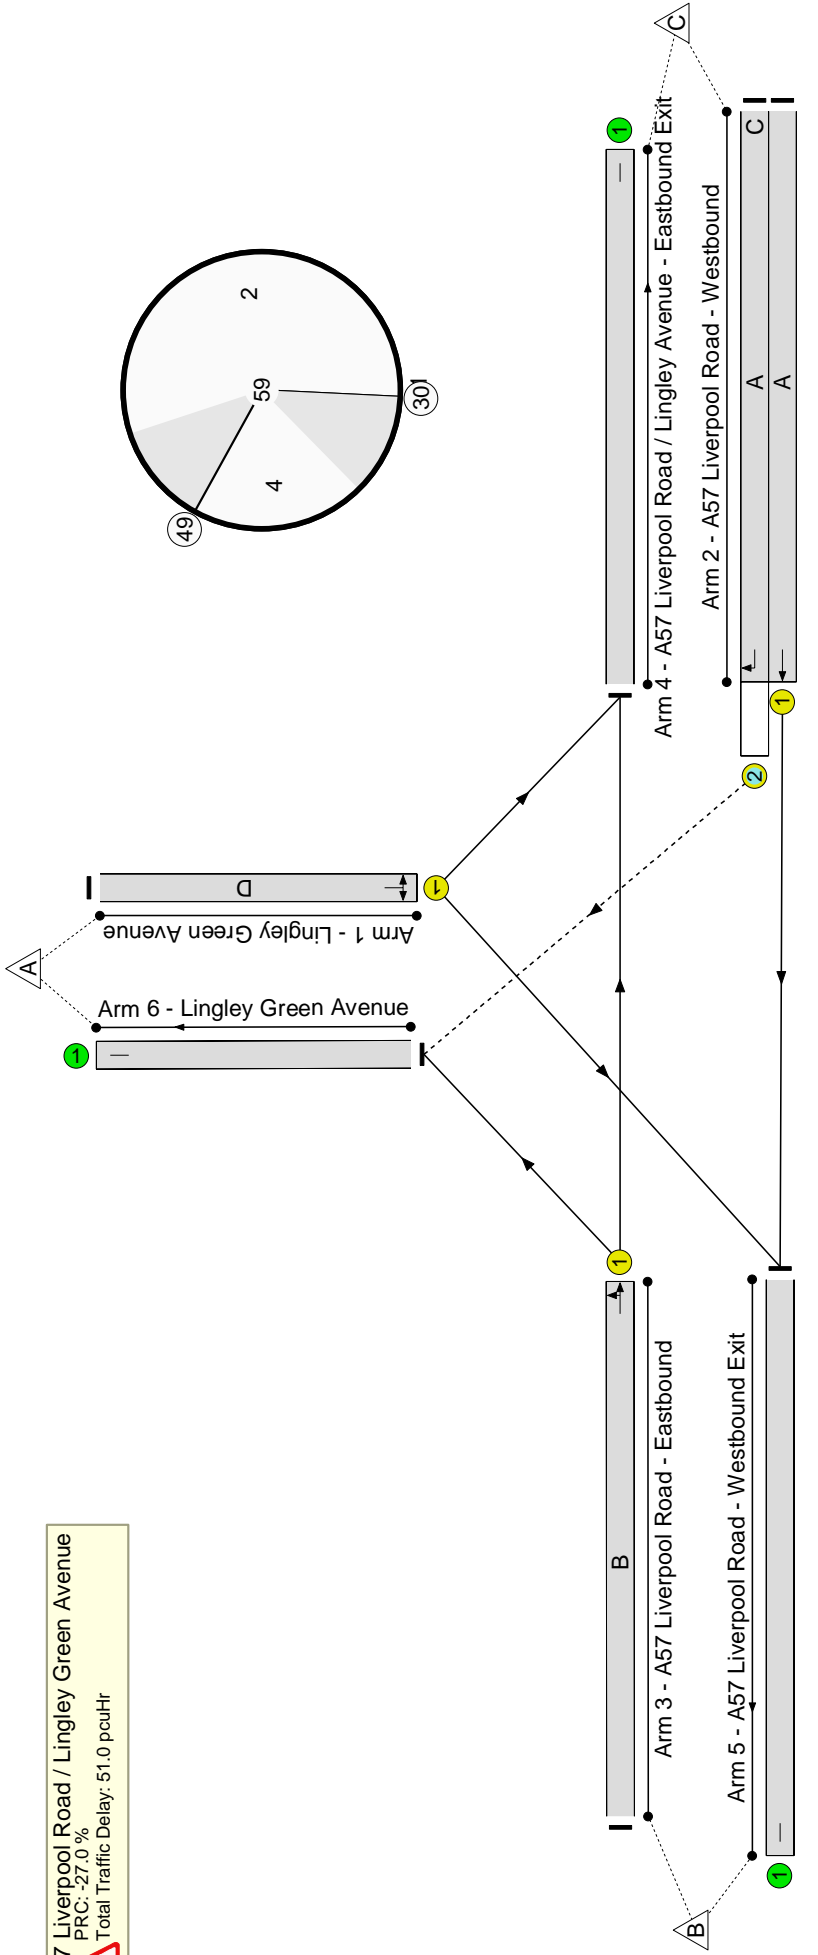 7 Liverpool Road / Lingley Green Avenue
PRC: -27.0 %
Total Traffic Delay: 51.0 pcuHr
A
Arm 6 - Lingley Green Avenue
1
Arm 1 - Lingley Green Avenue
D
1
2
59
4
49
30
C
1
Arm 4 - A57 Liverpool Road / Lingley Avenue - Eastbound Exit
Arm 2 - A57 Liverpool Road - Westbound
C
A
A
1
2
B
1
Arm 3 - A57 Liverpool Road - Eastbound
Arm 5 - A57 Liverpool Road - Westbound Exit
1
B